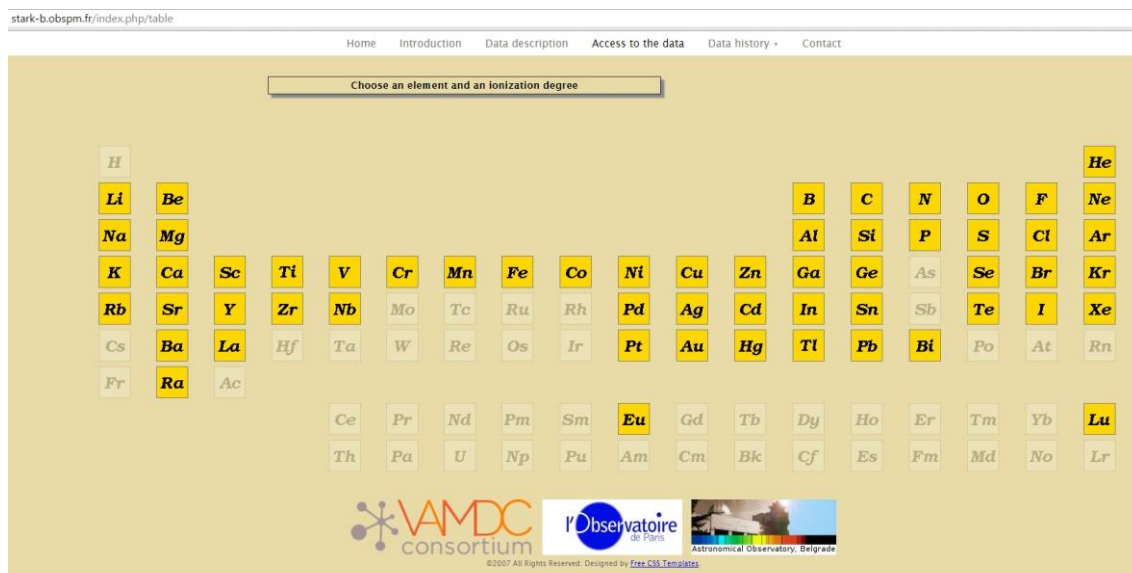 stark-b.obspm.fr/index.php/table
Home Introduction Data description Access to the data Data history Contact
Choose an element and an ionization degree
H He
Li Be B C N O F Ne
Na Mg Al Si P S Cl Ar
K Ca Sc Ti V Cr Mn Fe Co Ni Cu Zn Ga Ge As Se Br Kr
Rb Sr Y Zr Nb Mo Tc Ru Rh Pd Ag Cd In Sn Sb Te I Xe
Cs Ba La Hf Ta W Re Os Ir Pt Au Hg Tl Pb Bi Po At Rn
Fr Ra Ac
Ce Pr Nd Pm Sm Eu Gd Tb Dy Ho Er Tm Yb Lu
Th Pa U Np Pu Am Cm Bk Cf Es Fm Md No Lr
VAMDC
consortium
l'Observatoire
de Paris
Astronomical Observatory, Belgrade
©2007 All Rights Reserved. Designed by Free CSS Templates